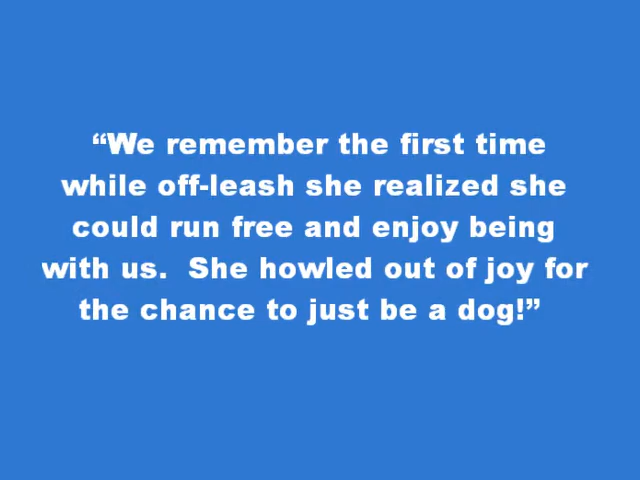 “We remember the first time
while off-leash she realized she
could run free and enjoy being
with us.  She howled out of joy for
the chance to just be a dog!”